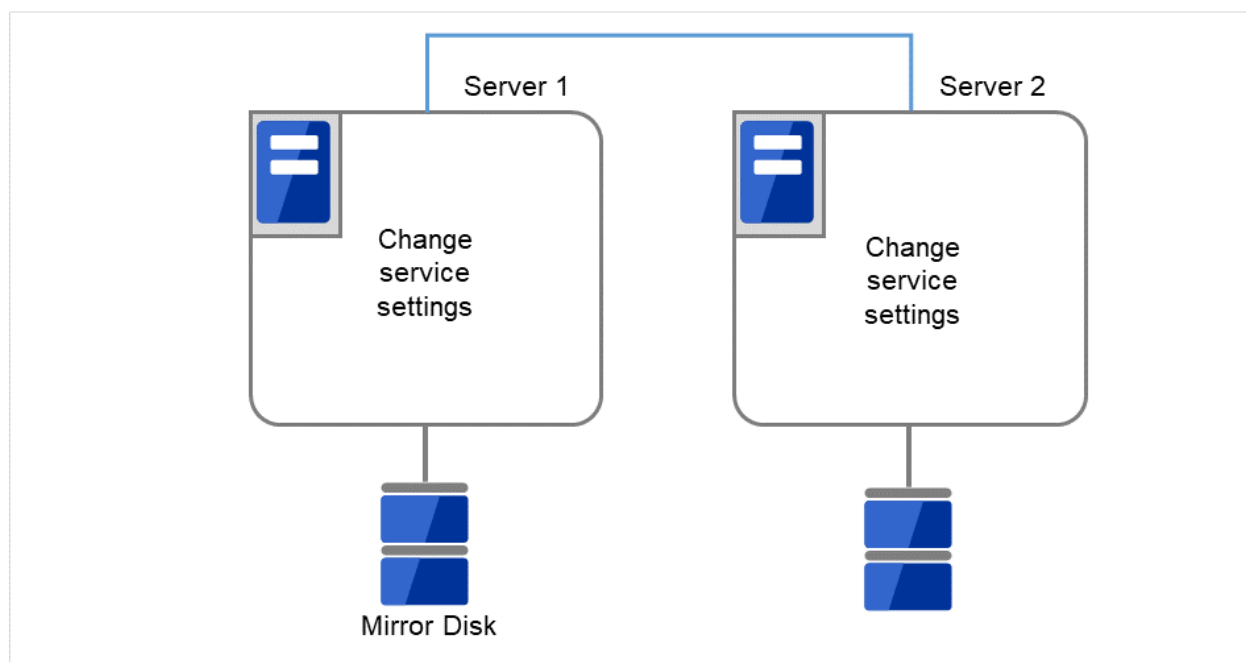 Server 1
Server 2
Change
service
settings
Change
service
settings
Mirror Disk